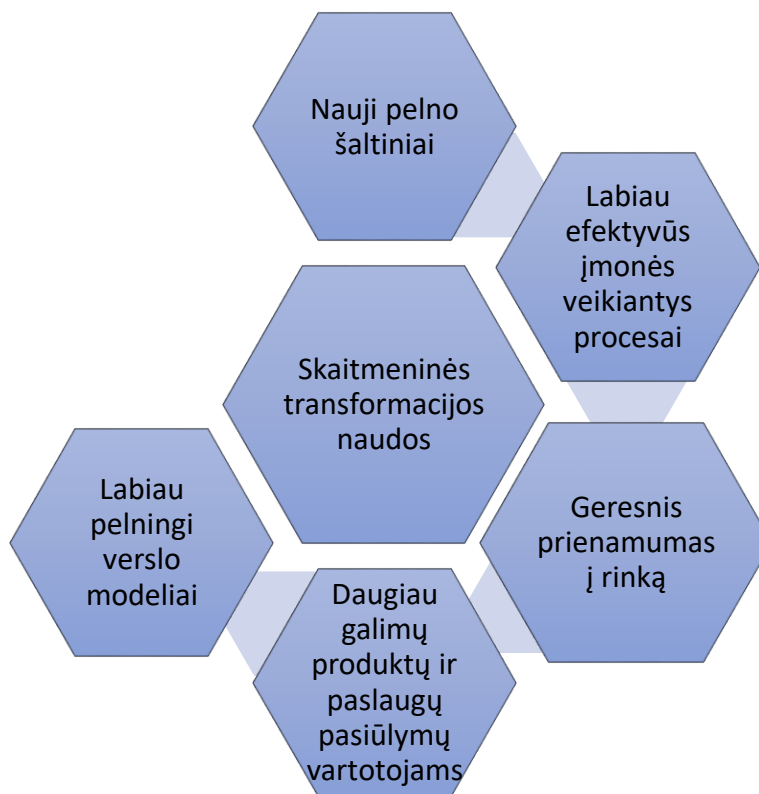 Nauji pelno
šaltiniai
Labiau
efektyvūs
įmonės
veikiantys
procesai
Skaitmeninės
transformacijos
naudos
Geresnis
prienamumas
į rinką
Daugiau
galimų
produktų ir
paslaugų
pasiūlymų
vartotojams
Labiau
pelningi
verslo
modeliai